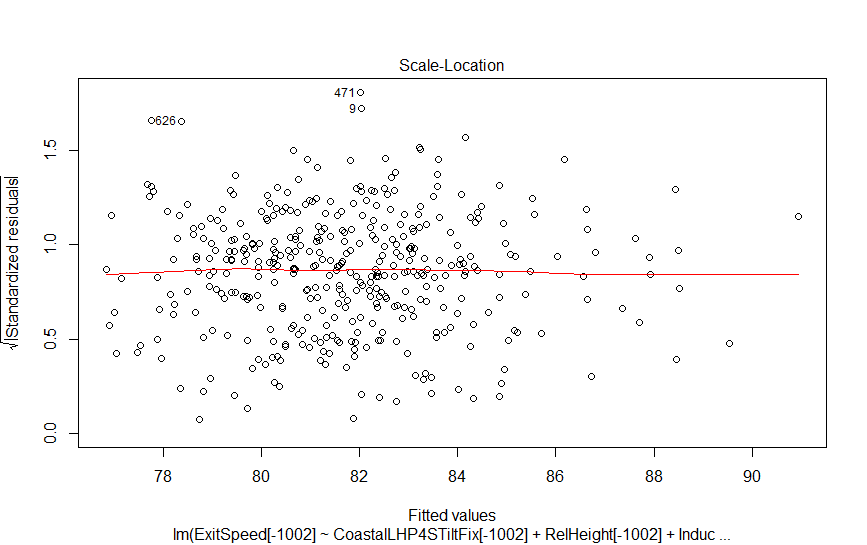 Scale-Location
471
9
626
√|Standardized residuals|
1.5
1.0
0.5
0.0
78 80 82 84 86 88 90
Fitted values
lm(ExitSpeed[-1002] ~ CoastalLHP4STiltFix[-1002] + RelHeight[-1002] + Induc ...